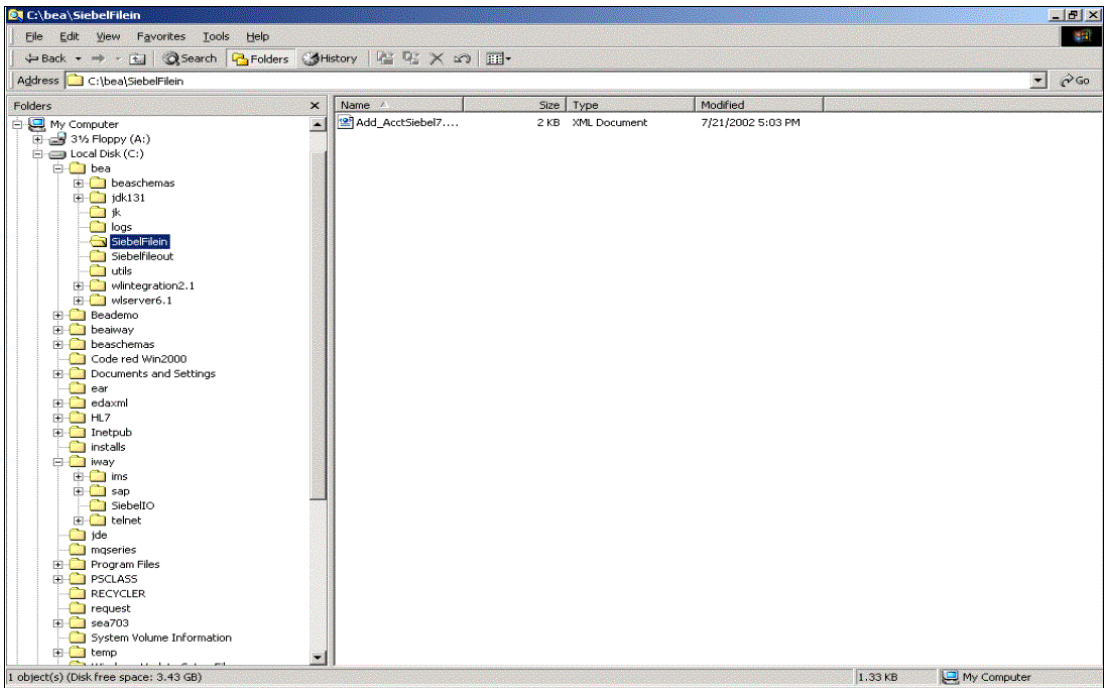 C:\bea\SiebelFilein
File Edit View Favorites Tools Help
Back Search Folders History
Address C:\bea\SiebelFilein Go
Folders
Name Size Type Modified
My Computer
Add_AcctSiebel7.... 2 KB XML Document 7/21/2002 5:03 PM
3½ Floppy (A:)
Local Disk (C:)
bea
beaschemas
jdk131
jk
logs
SiebelFilein
Siebelfileout
utils
wlintegration2.1
wlserver6.1
Beademo
beaiway
beaschemas
Code red Win2000
Documents and Settings
ear
edaxml
HL7
Inetpub
installs
iway
ims
sap
SiebelIO
telnet
jde
mqseries
Program Files
PSCLASS
RECYCLER
request
sea703
System Volume Information
temp
1 object(s) (Disk free space: 3.43 GB) 1.33 KB My Computer